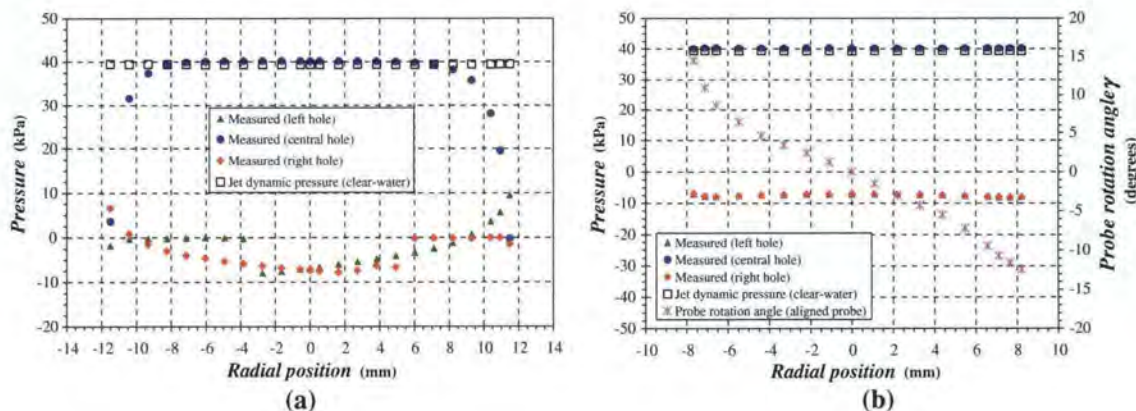 50
40
30
20
10
0
-10
-20
Pressure (kPa)
Measured (left hole)
Measured (central hole)
Measured (right hole)
Jet dynamic pressure (clear-water)
-14 -12 -10 -8 -6 -4 -2 0 2 4 6 8 10 12 14
Radial position (mm)
(a)
50
40
30
20
10
0
-10
-20
-30
-40
-50
Pressure (kPa)
Measured (left hole)
Measured (central hole)
Measured (right hole)
Jet dynamic pressure (clear-water)
Probe rotation angle (aligned probe)
20
15
10
5
0
-5
-10
-15
-20
Probe rotation angleγ
(degrees)
-10 -8 -6 -4 -2 0 2 4 6 8 10
Radial position (mm)
(b)